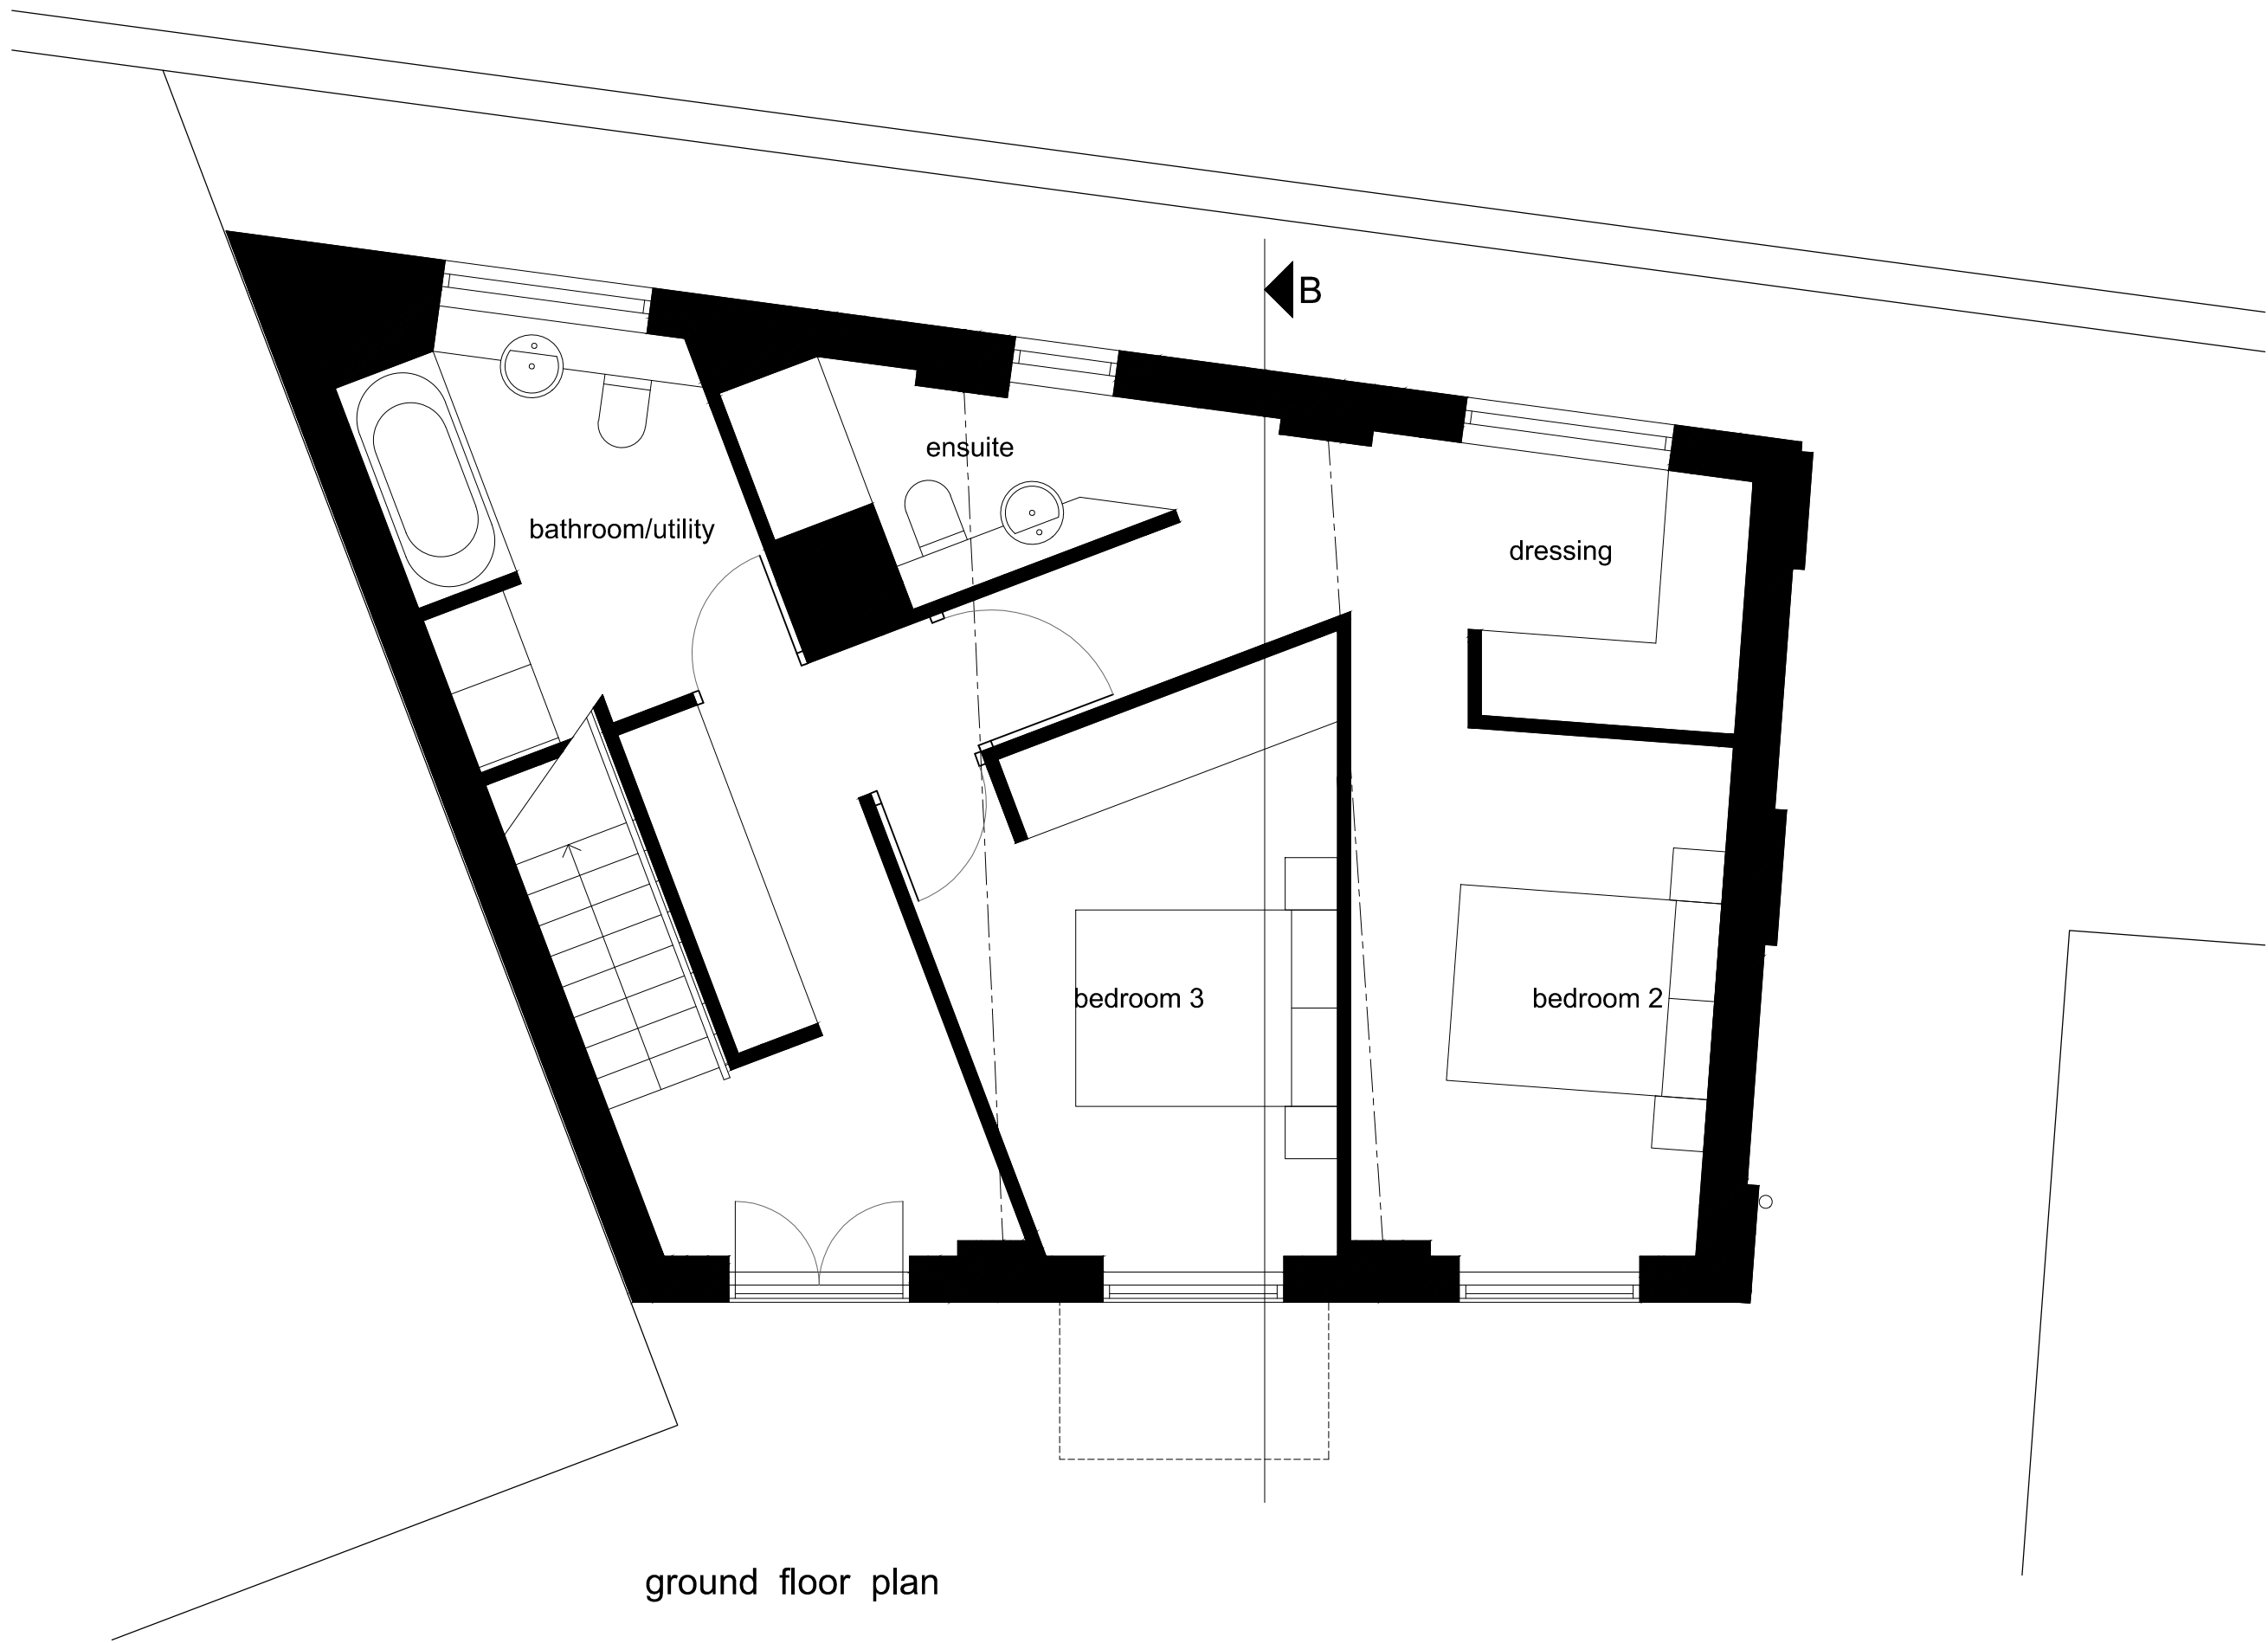 B
ensuite
bathroom/utility
dressing
bedroom 3
bedroom 2
ground floor plan